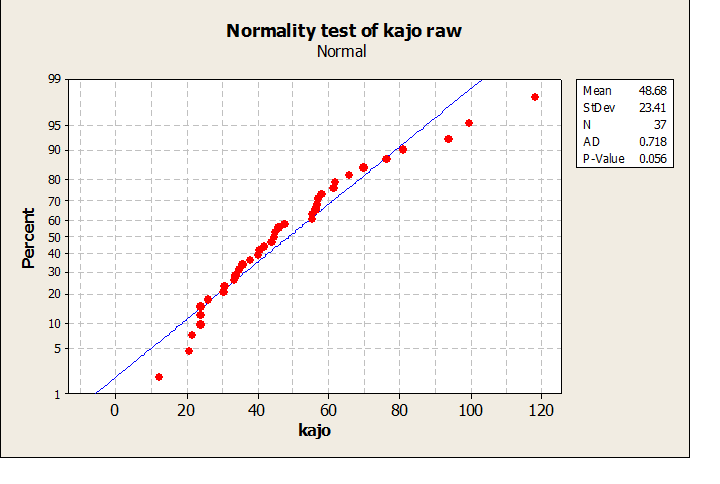 Normality test of kajo raw
Normal
99
95
90
80
70
60
50
40
30
20
10
5
1
Percent
0 20 40 60 80 100 120
kajo
Mean 48.68
StDev 23.41
N 37
AD 0.718
P-Value 0.056